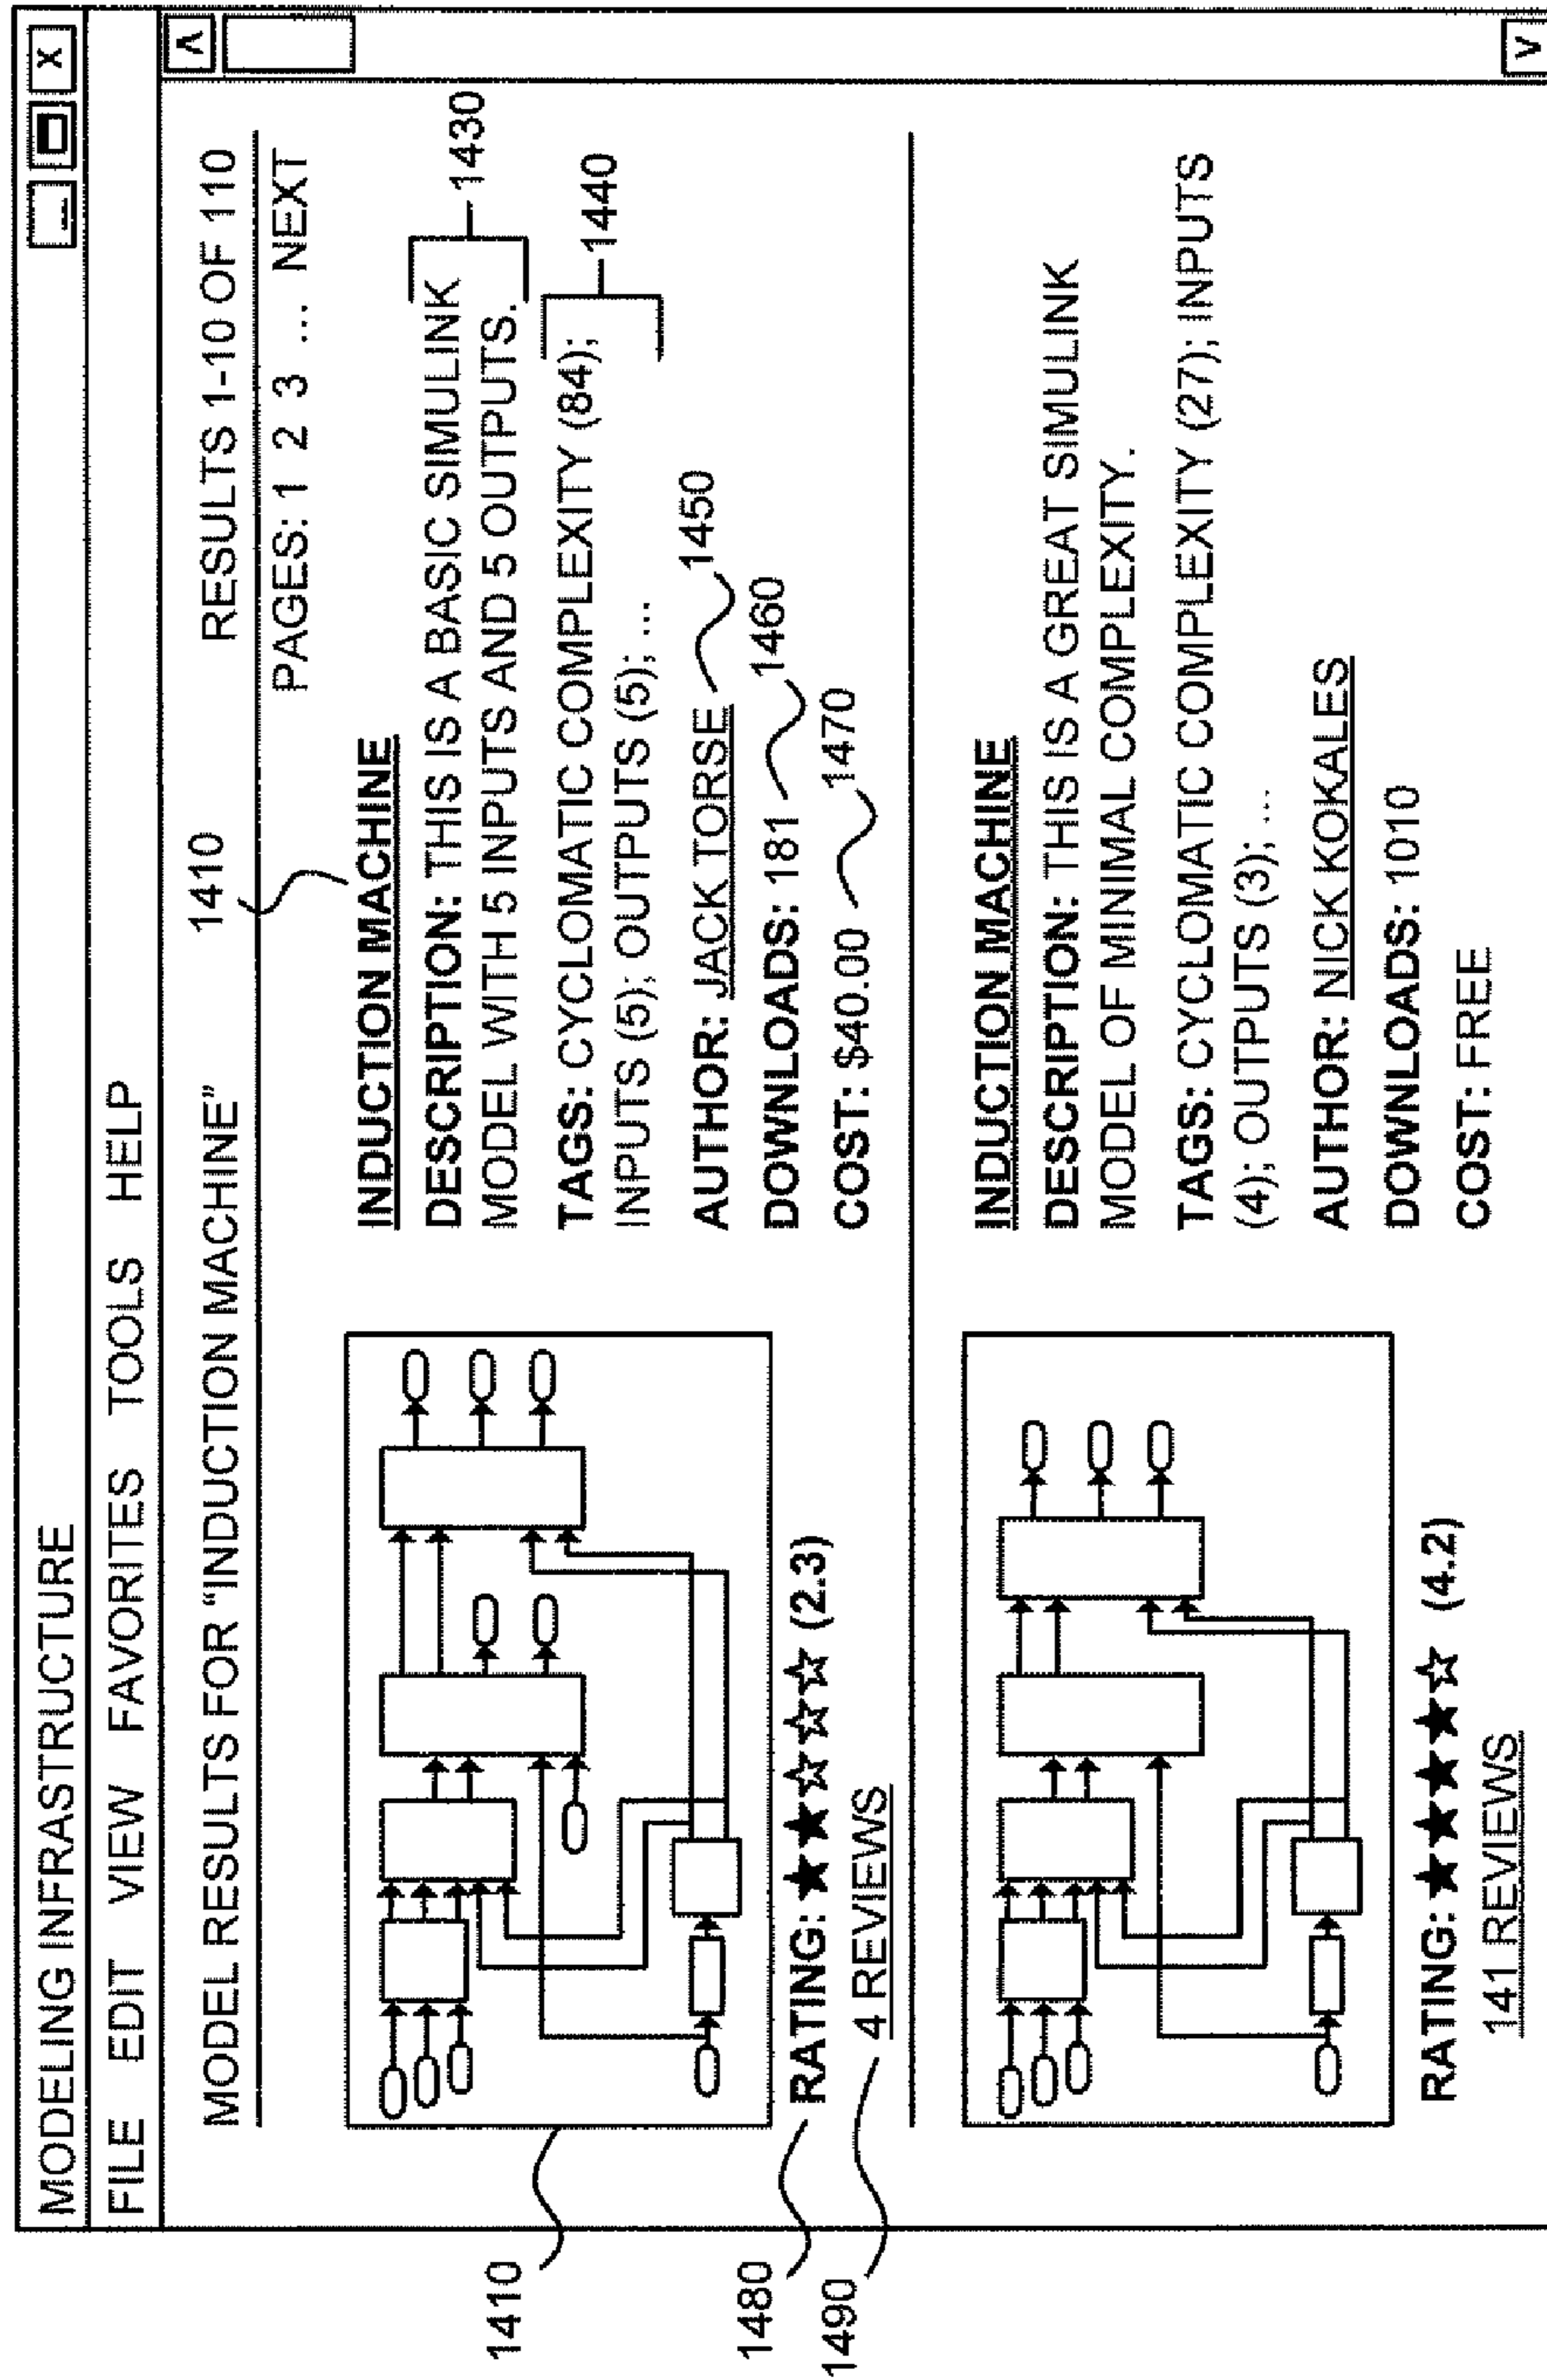 MODELING INFRASTRUCTURE
_ X
FILE EDIT VIEW FAVORITES TOOLS HELP
MODEL RESULTS FOR "INDUCTION MACHINE"
1410
RESULTS 1-10 OF 110
PAGES: 1 2 3 ... NEXT
1410
INDUCTION MACHINE
DESCRIPTION: THIS IS A BASIC SIMULINK
MODEL WITH 5 INPUTS AND 5 OUTPUTS.
1430
TAGS: CYCLOMATIC COMPLEXITY (84);
INPUTS (5); OUTPUTS (5); ...
1440
AUTHOR: JACK TORSE
1450
DOWNLOADS: 181
1460
COST: $40.00
1470
1480
RATING: ★★☆☆☆ (2.3)
1490
4 REVIEWS
INDUCTION MACHINE
DESCRIPTION: THIS IS A GREAT SIMULINK
MODEL OF MINIMAL COMPLEXITY.
TAGS: CYCLOMATIC COMPLEXITY (27); INPUTS
(4); OUTPUTS (3); ...
AUTHOR: NICK KOKALES
DOWNLOADS: 1010
COST: FREE
RATING: ★★★★☆ (4.2)
141 REVIEWS